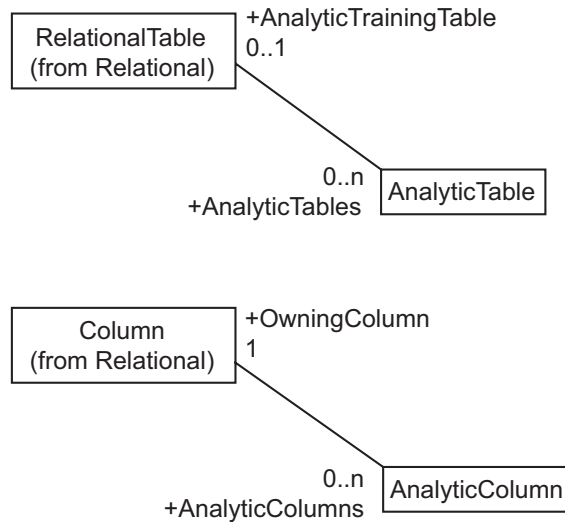 RelationalTable
(from Relational)
+AnalyticTrainingTable
0..1
0..n
+AnalyticTables
AnalyticTable
Column
(from Relational)
+OwningColumn
1
0..n
+AnalyticColumns
AnalyticColumn